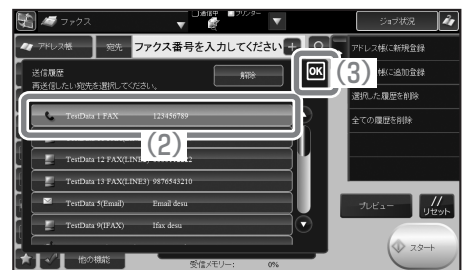 送信中 プリンター
ファクス ジョブ状況
アドレス帳 宛先 ファクス番号を入力してください +
アドレス帳に新規登録
送信履歴 解除
再送信したい宛先を選択してください。
OK (3) 帳に追加登録
選択した履歴を削除
全ての履歴を削除
TestData 1 FAX 123456789
(2)
TestData 12 FAX(LINE
TestData 13 FAX(LINE3) 9876543210
TestData 5(Email) Email desu
TestData 9(IFAX) Ifax desu
プレビュー リセット
スタート
他の機能 受信メモリー: 0%